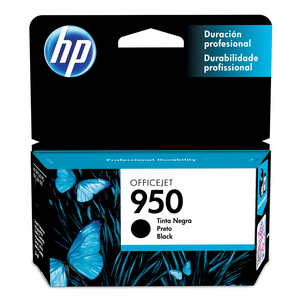 hp
Duración
profesional
Durabilidade
profissional
Professional Durability
OFFICEJET
950
Tinta Negra
Preto
Black